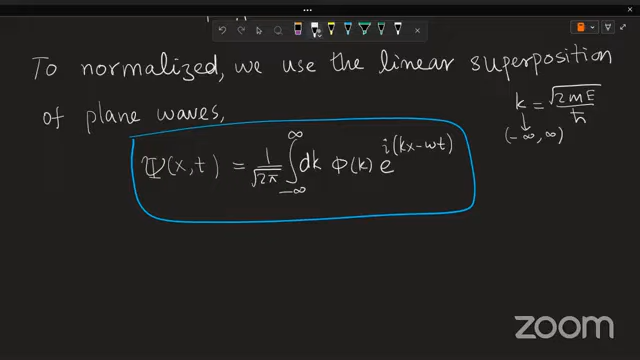 To normalized, we use the linear superposition
of plane waves,
k = √2mE / ħ
(-∞, ∞)
Ψ(x,t) = 1/√2π ∫_{-∞}^{∞} dk Φ(k) e^{i(kx-ωt)}
zoom